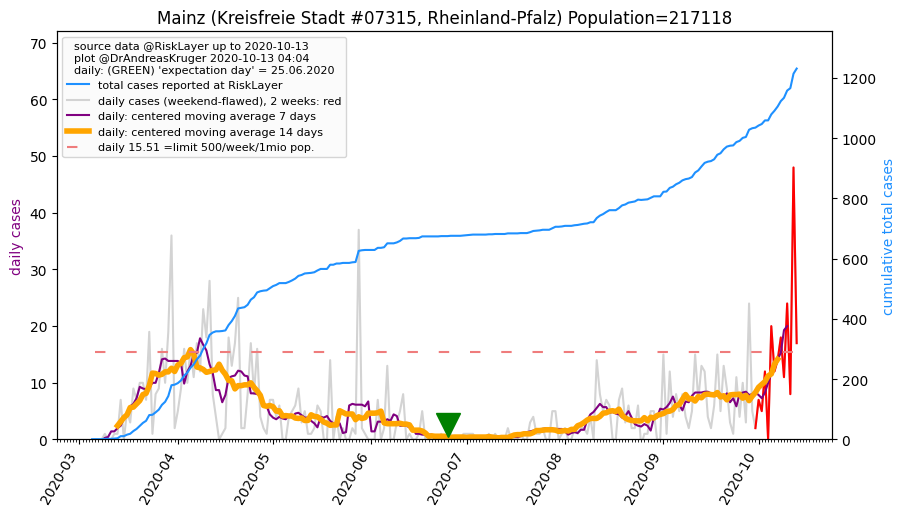 Mainz (Kreisfreie Stadt #07315, Rheinland-Pfalz) Population=217118
source data @RiskLayer up to 2020-10-13
plot @DrAndreasKruger 2020-10-13 04:04
daily: (GREEN) 'expectation day' = 25.06.2020
total cases reported at RiskLayer
daily cases (weekend-flawed), 2 weeks: red
daily: centered moving average 7 days
daily: centered moving average 14 days
daily 15.51 =limit 500/week/1mio pop.
daily cases
70
60
50
40
30
20
10
0
cumulative total cases
1200
1000
800
600
400
200
0
2020-03
2020-04
2020-05
2020-06
2020-07
2020-08
2020-09
2020-10